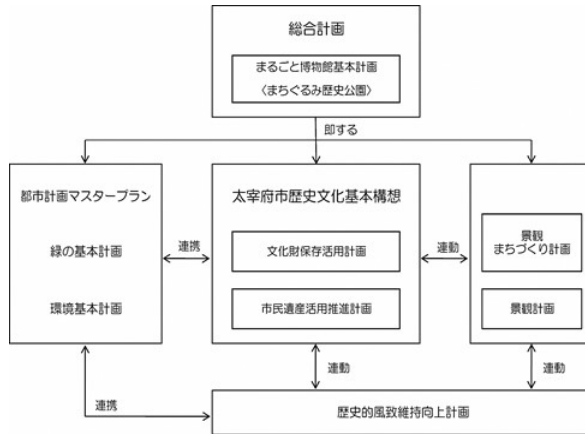 総合計画
まるごと博物館基本計画
〈まちぐるみ歴史公園〉
即する
都市計画マスタープラン
緑の基本計画
環境基本計画
連携
太宰府市歴史文化基本構想
文化財保存活用計画
市民遺産活用推進計画
連動
景観
まちづくり計画
景観計画
連動
連動
連携
歴史的風致維持向上計画